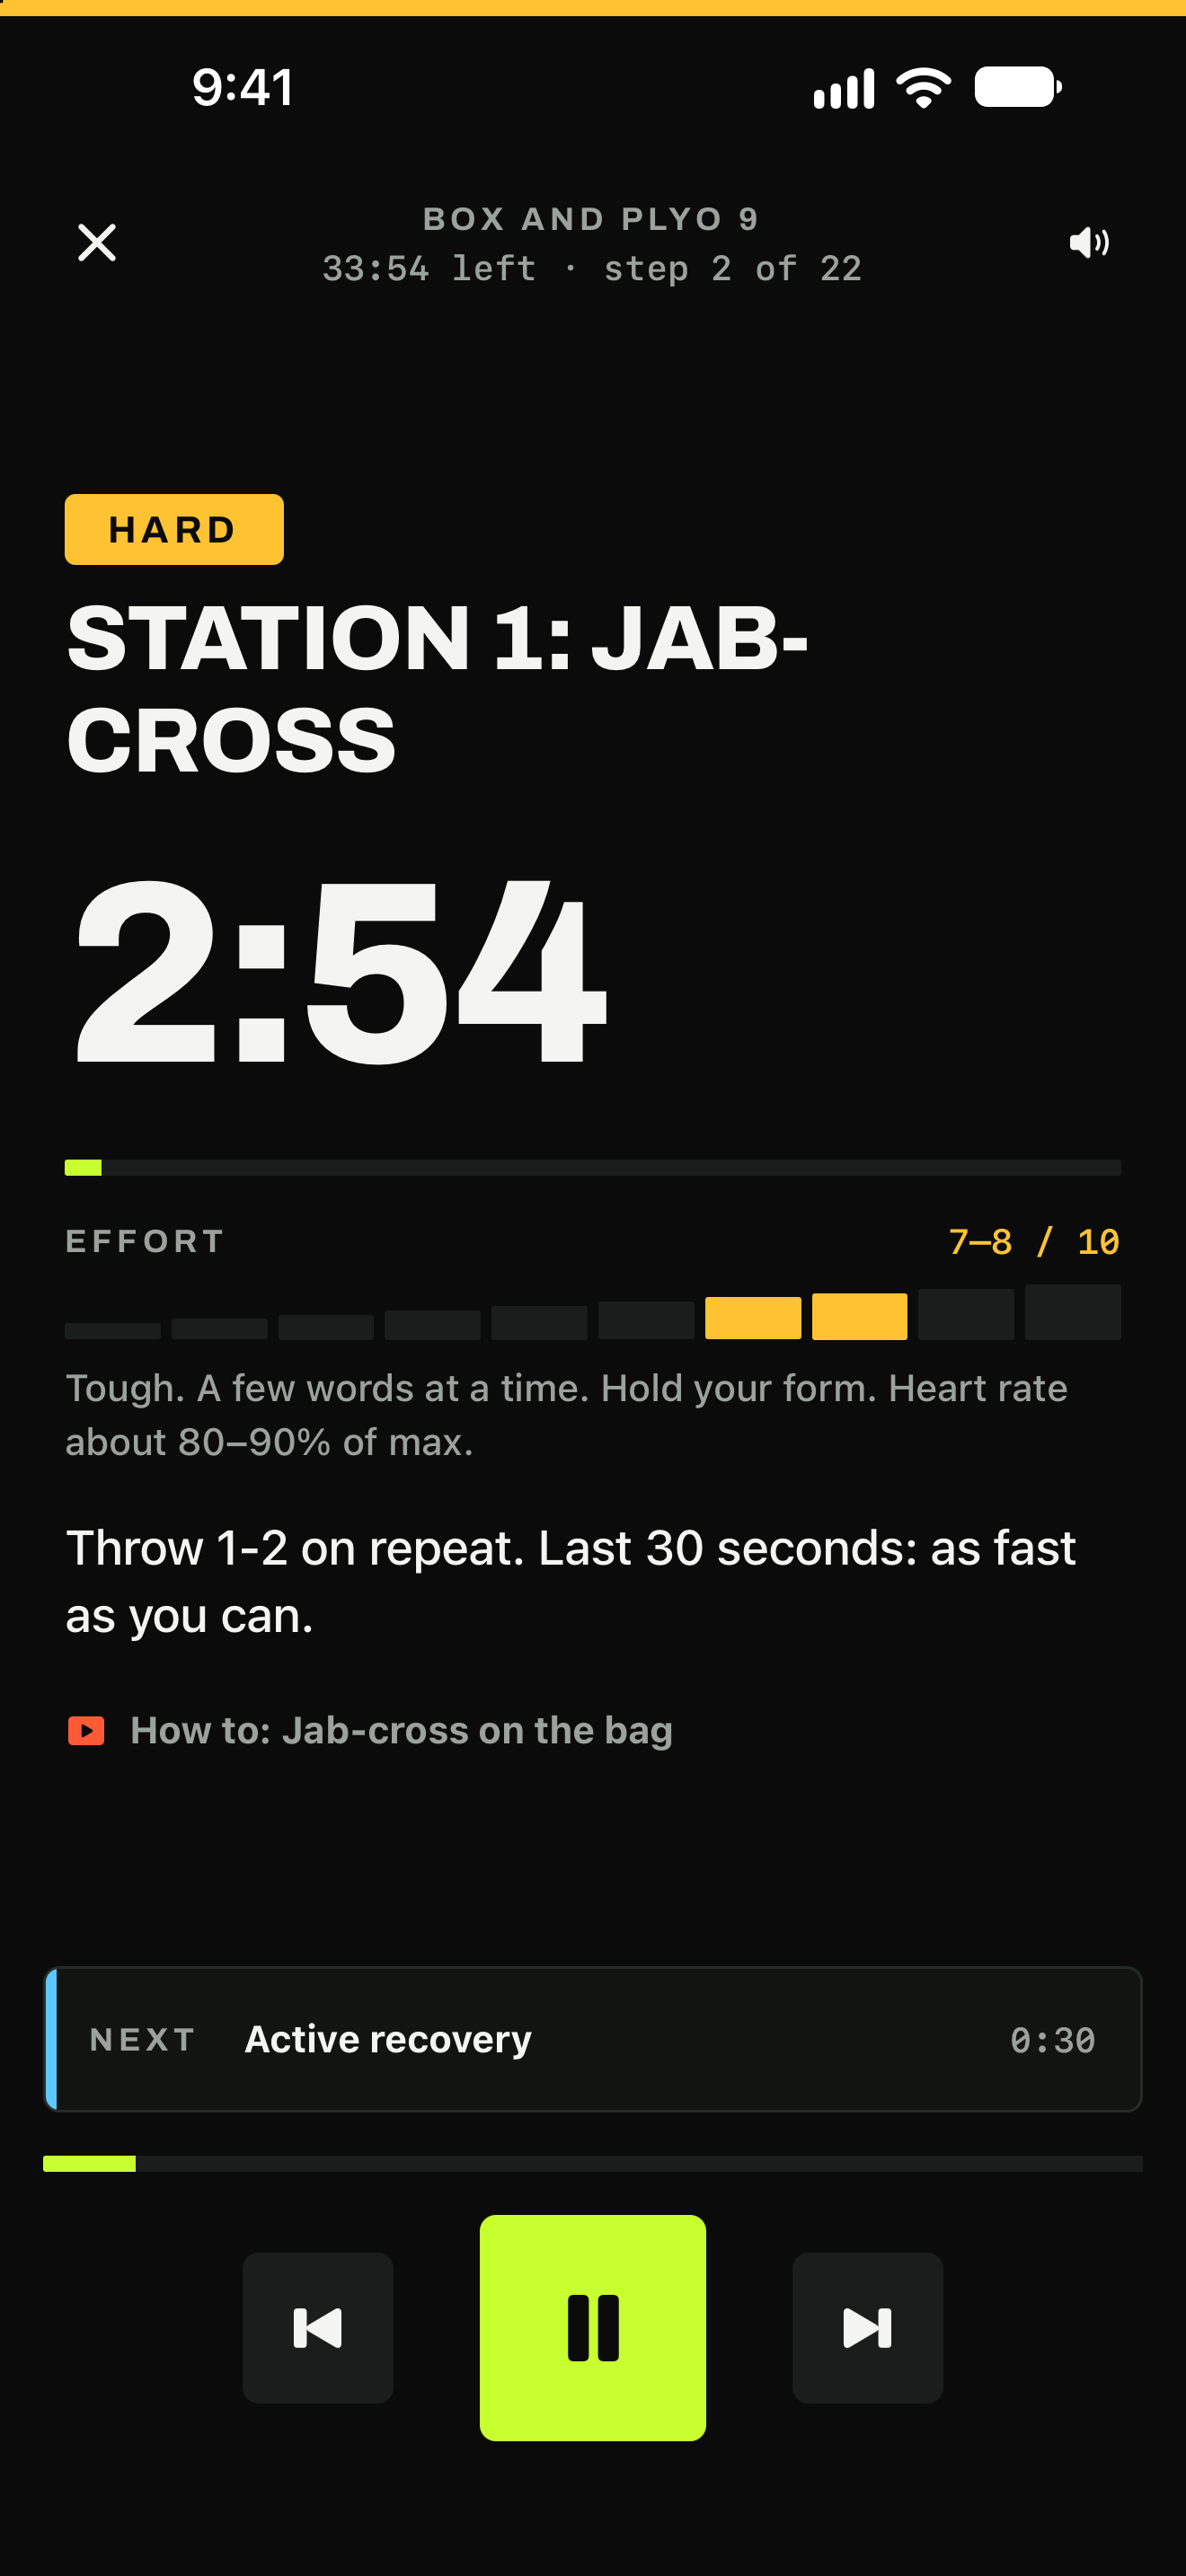 9:41
BOX AND PLYO 9
33:54 left · step 2 of 22
HARD
STATION 1: JAB-
CROSS
2:54
EFFORT
7–8 / 10
Tough. A few words at a time. Hold your form. Heart rate
about 80–90% of max.
Throw 1-2 on repeat. Last 30 seconds: as fast
as you can.
How to: Jab-cross on the bag
NEXT Active recovery 0:30